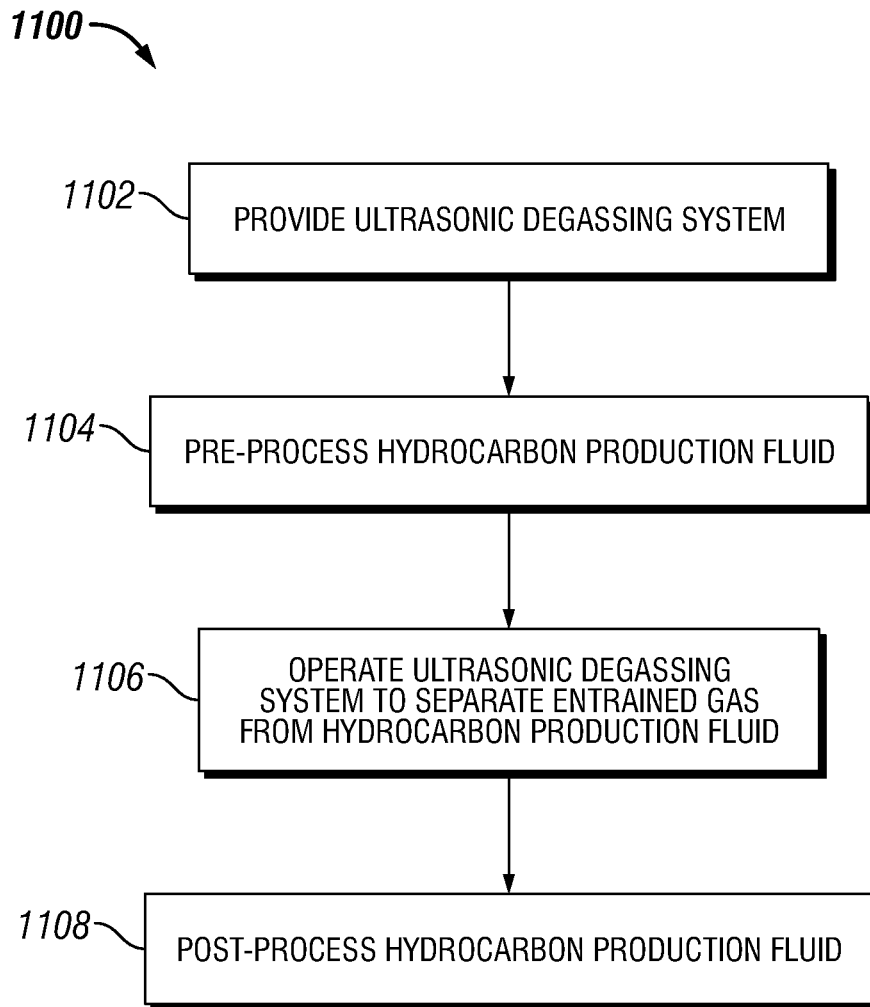 1100
1102
PROVIDE ULTRASONIC DEGASSING SYSTEM
1104
PRE-PROCESS HYDROCARBON PRODUCTION FLUID
1106
OPERATE ULTRASONIC DEGASSING
SYSTEM TO SEPARATE ENTRAINED GAS
FROM HYDROCARBON PRODUCTION FLUID
1108
POST-PROCESS HYDROCARBON PRODUCTION FLUID